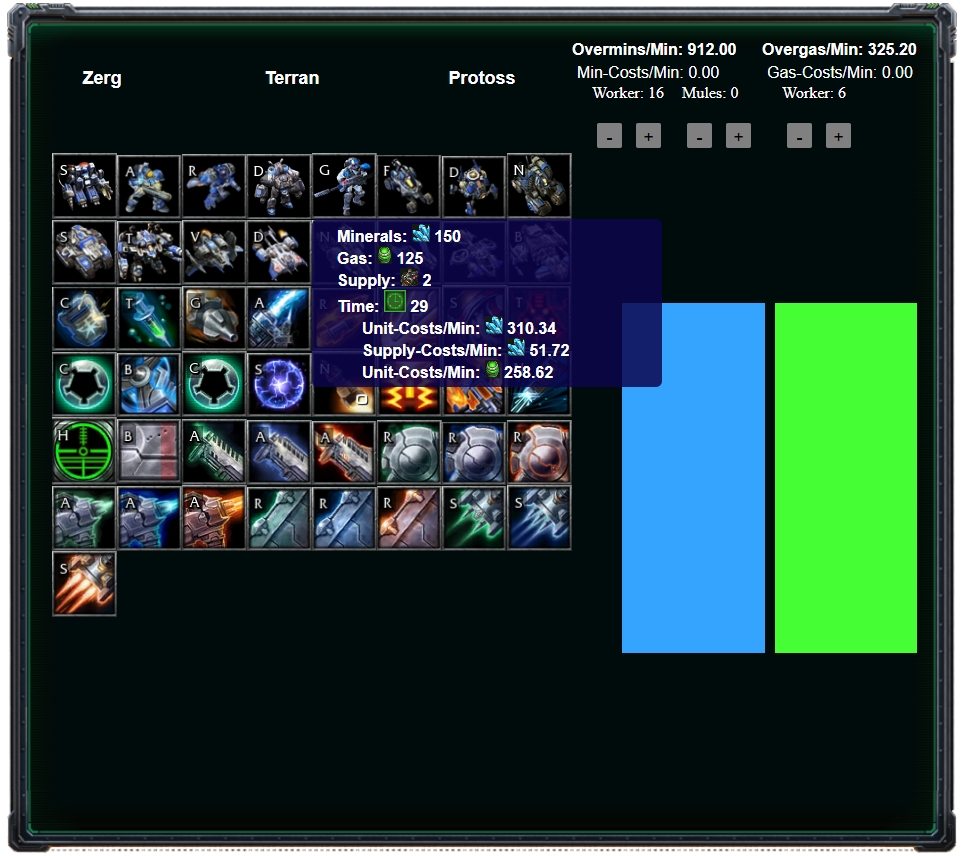 Overmins/Min: 912.00 Overgas/Min: 325.20
Zerg Terran Protoss Min-Costs/Min: 0.00 Gas-Costs/Min: 0.00
Worker: 16 Mules: 0 Worker: 6
- + - + - +
S A R D G F D N
S T V D
Minerals: 150
Gas: 125
Supply: 2
Time: 29
Unit-Costs/Min: 310.34
Supply-Costs/Min: 51.72
Unit-Costs/Min: 258.62
C T G A
C B C S
H B A A A R R R
A A A R R R S S
S